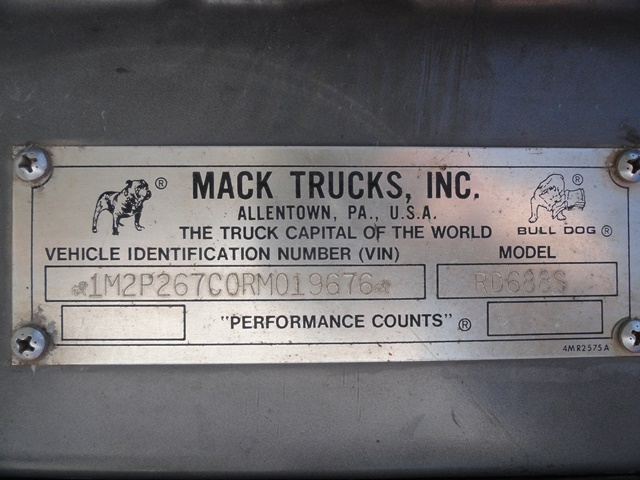 ®
MACK TRUCKS, INC.
ALLENTOWN, PA., U.S.A.
®
THE TRUCK CAPITAL OF THE WORLD
BULL DOG ®
VEHICLE IDENTIFICATION NUMBER (VIN)
MODEL
1M2P267C0RM019676
RD688S
"PERFORMANCE COUNTS" ®
4MR2575A